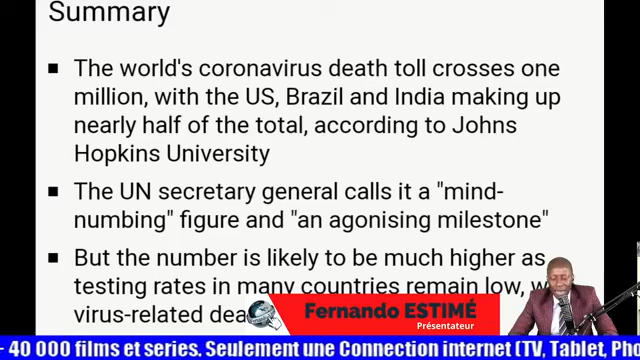 Summary
▪ The world's coronavirus death toll crosses one
million, with the US, Brazil and India making up
nearly half of the total, according to Johns
Hopkins University
▪ The UN secretary general calls it a "mind-
numbing" figure and "an agonising milestone"
▪ But the number is likely to be much higher as
testing rates in many countries remain low,
virus-related
Fernando ESTIMÉ
Présentateur
- 40 000 films et series. Seulement une Connection internet (TV, Tablet,